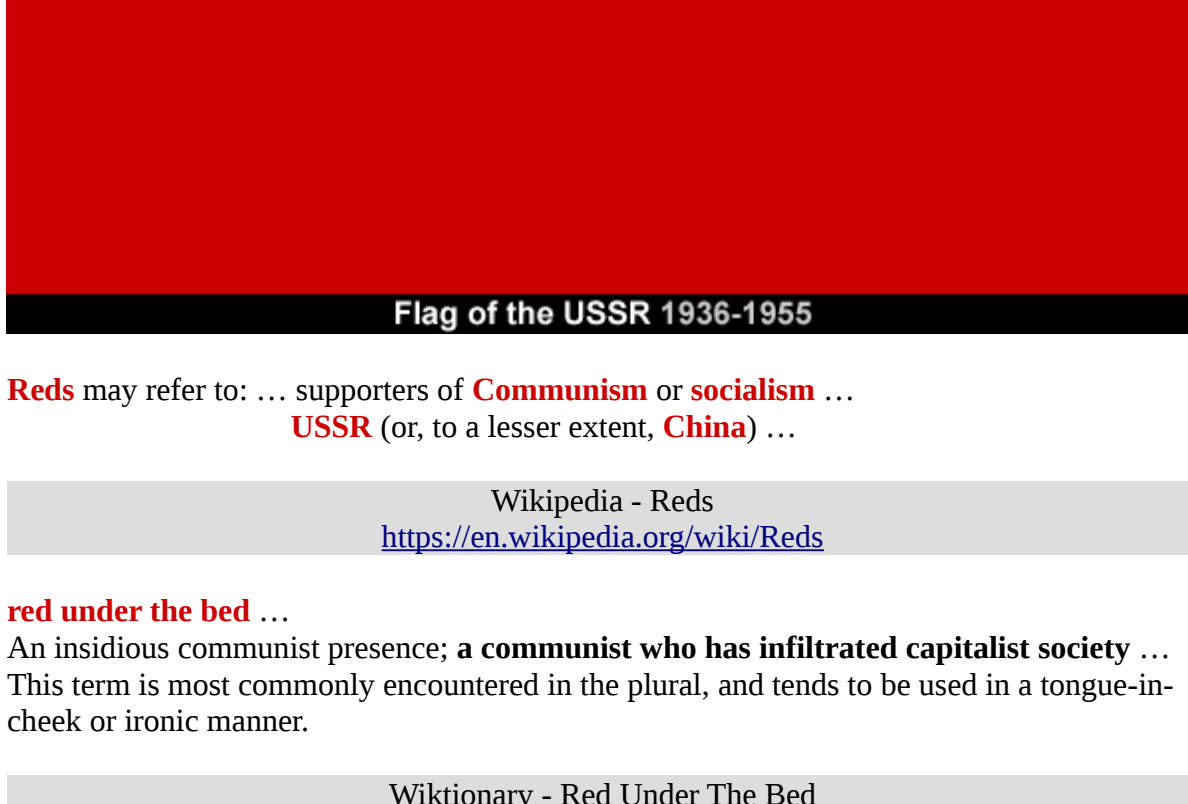 Flag of the USSR 1936-1955
Reds may refer to: … supporters of Communism or socialism …
USSR (or, to a lesser extent, China) …
Wikipedia - Reds
https://en.wikipedia.org/wiki/Reds
red under the bed …
An insidious communist presence; a communist who has infiltrated capitalist society …
This term is most commonly encountered in the plural, and tends to be used in a tongue-in-
cheek or ironic manner.
Wiktionary - Red Under The Bed